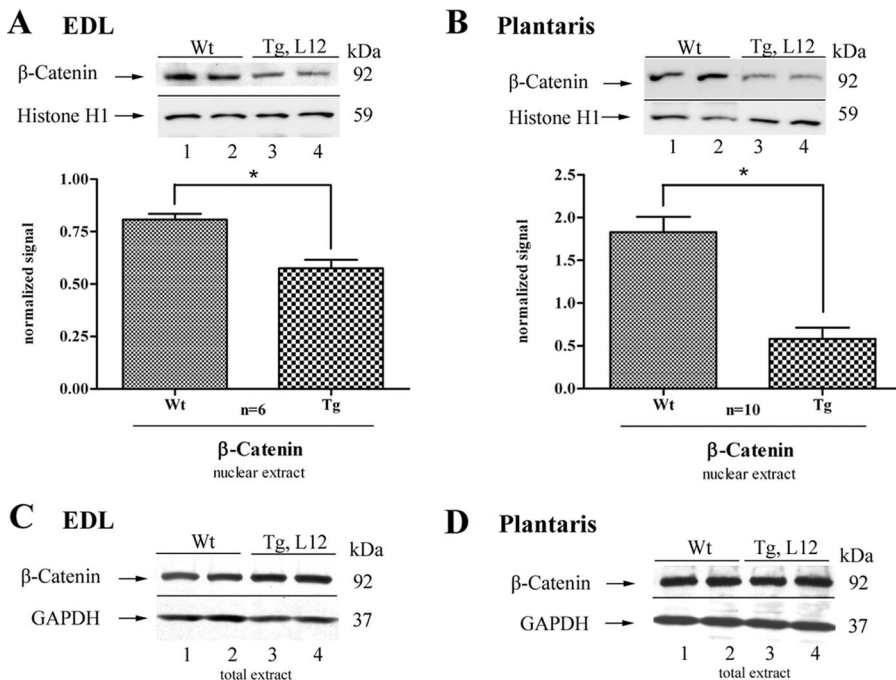 A EDL
Wt Tg, L12 kDa
β-Catenin 92
Histone H1 59
1 2 3 4
1.00
0.75
0.50
0.25
0.00
normalized signal
*
Wt n=6 Tg
β-Catenin
nuclear extract
B Plantaris
Wt Tg, L12 kDa
β-Catenin 92
Histone H1 59
1 2 3 4
2.5
2.0
1.5
1.0
0.5
0.0
normalized signal
*
Wt n=10 Tg
β-Catenin
nuclear extract
C EDL
Wt Tg, L12 kDa
β-Catenin 92
GAPDH 37
1 2 3 4
total extract
D Plantaris
Wt Tg, L12 kDa
β-Catenin 92
GAPDH 37
1 2 3 4
total extract